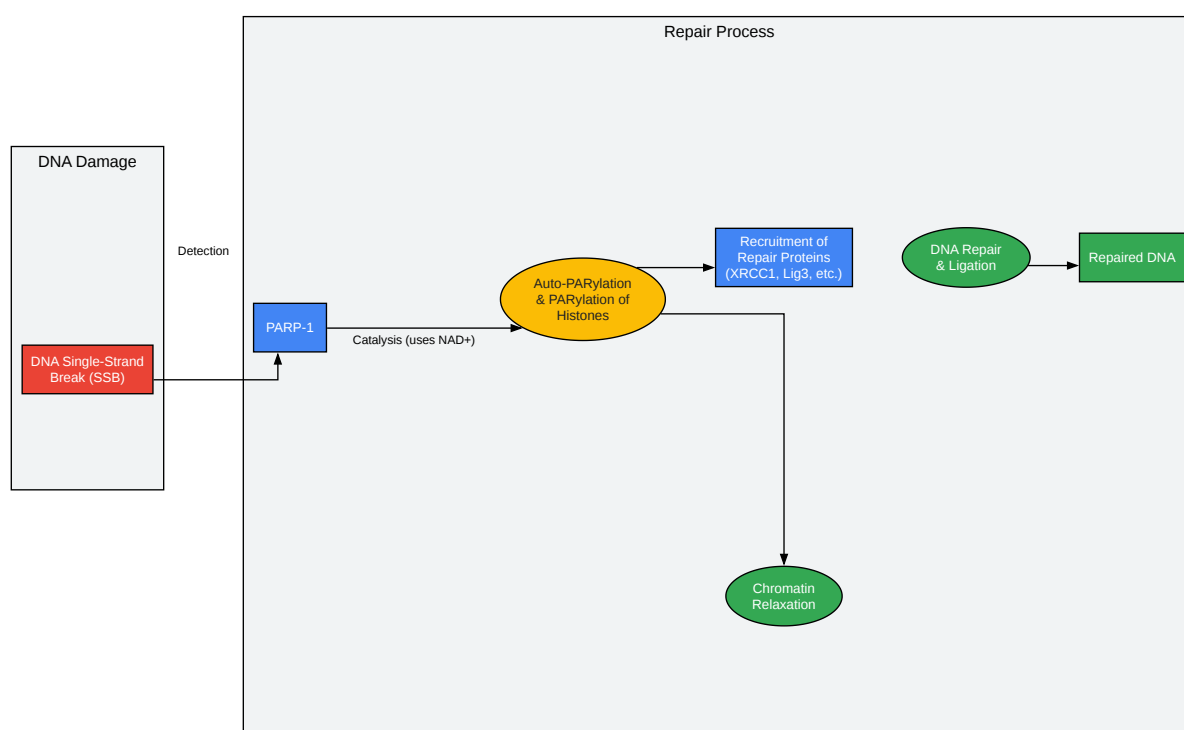 Repair Process
DNA Damage
Detection
DNA Single-Strand
Break (SSB)
PARP-1
Catalysis (uses NAD+)
Auto-PARylation
& PARylation of
Histones
Recruitment of
Repair Proteins
(XRCC1, Lig3, etc.)
DNA Repair
& Ligation
Repaired DNA
Chromatin
Relaxation